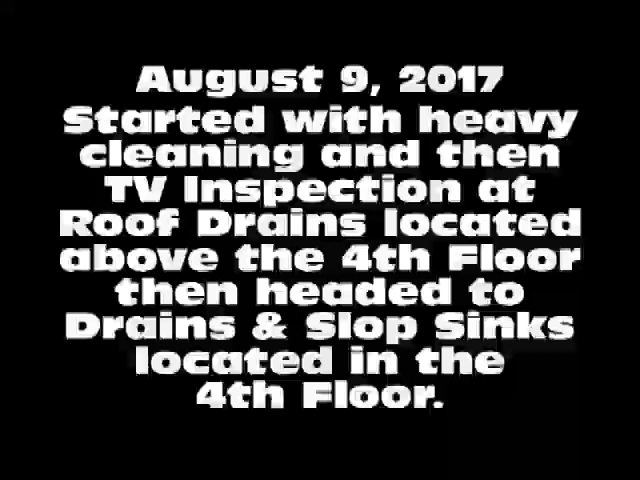 August 9, 2017
Started with heavy
cleaning and then
TV Inspection at
Roof Drains located
above the 4th Floor
then headed to
Drains & Slop Sinks
located in the
4th Floor.